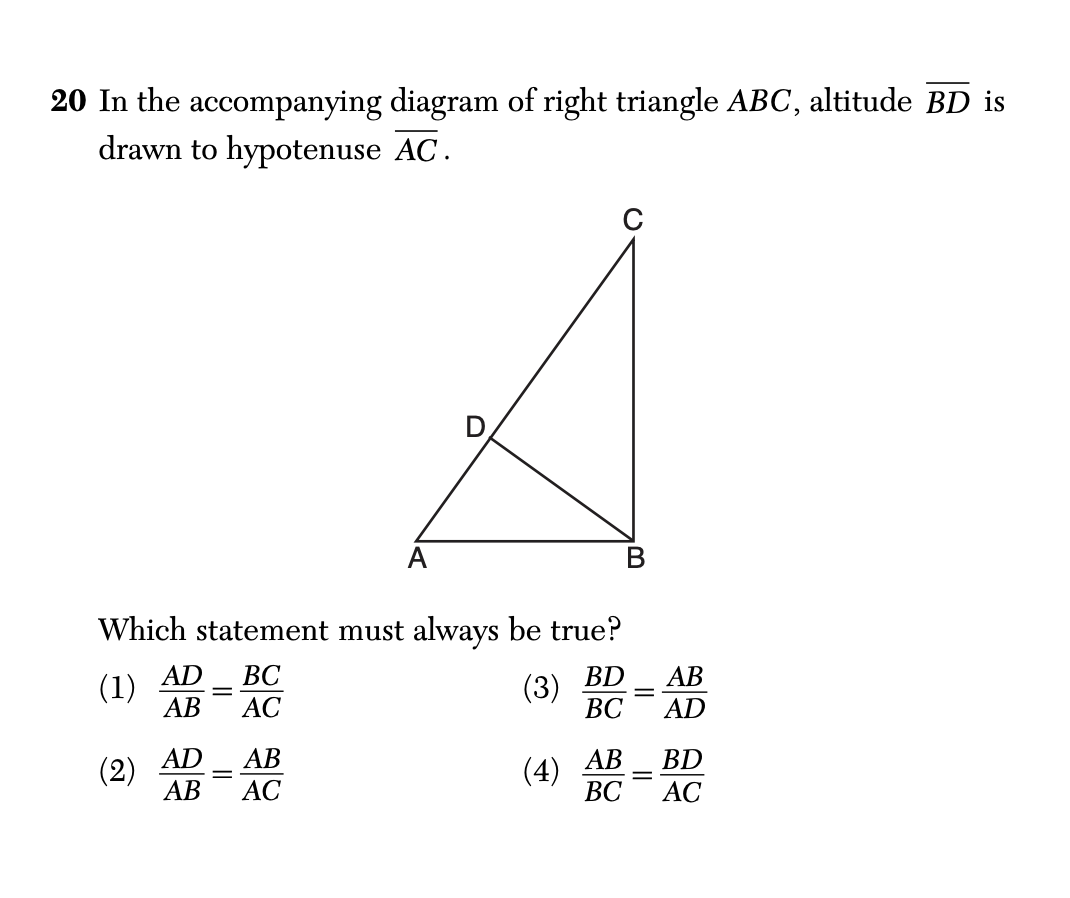 20 In the accompanying diagram of right triangle ABC, altitude BD is
drawn to hypotenuse AC.
C
D
A B
Which statement must always be true?
(1) AD/AB = BC/AC (3) BD/BC = AB/AD
(2) AD/AB = AB/AC (4) AB/BC = BD/AC